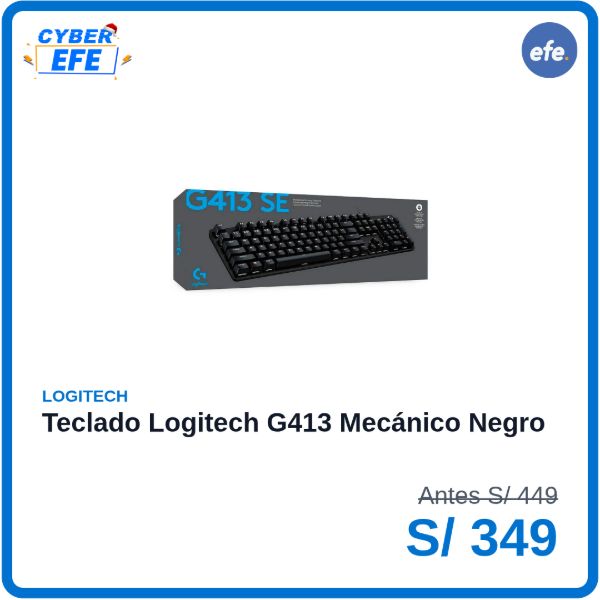 CYBER
EFE
efe.
G413 SE
G
LOGITECH
Teclado Logitech G413 Mecánico Negro
Antes S/ 449
S/ 349